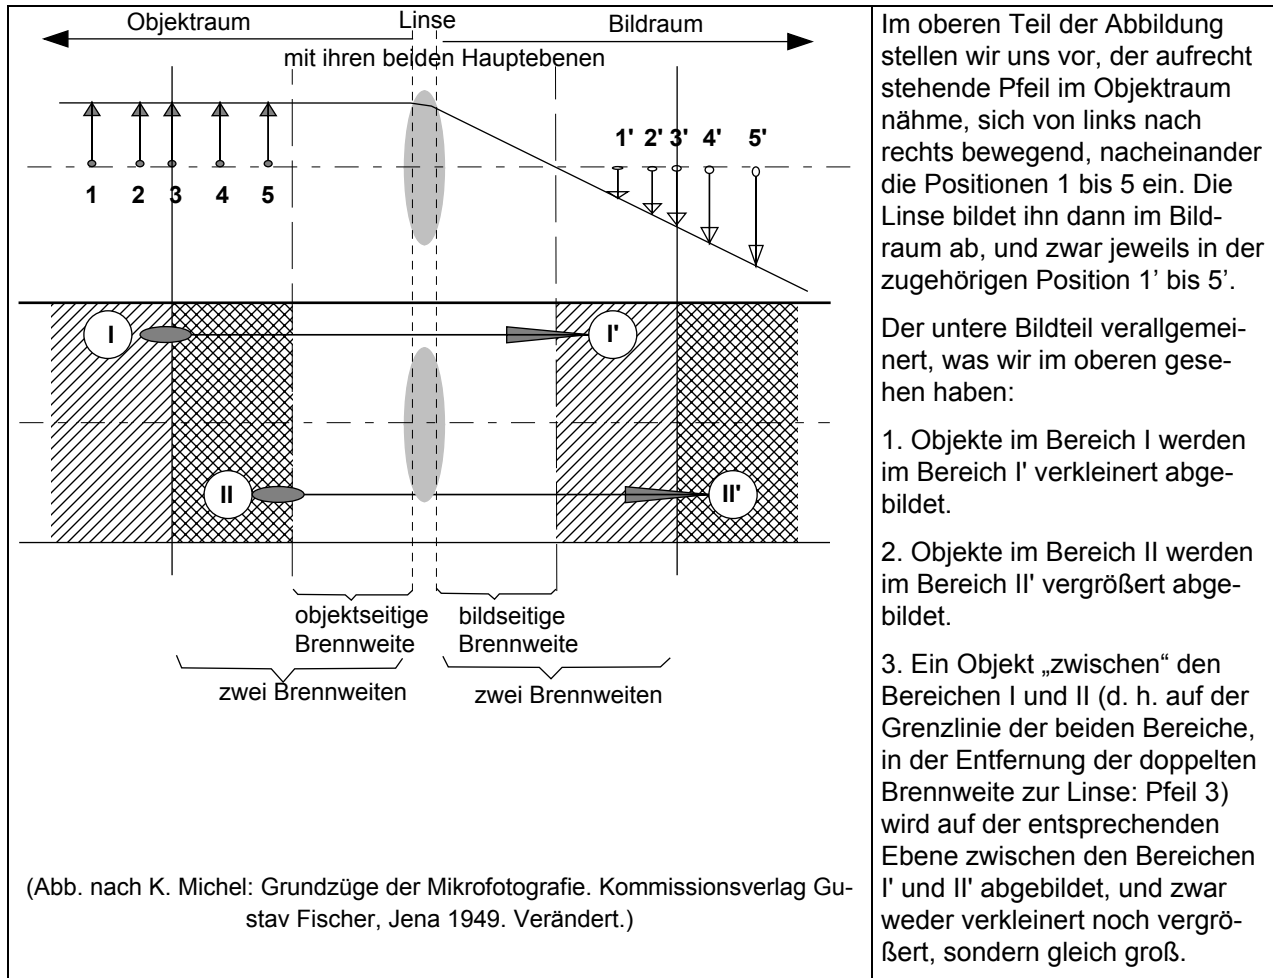 Objektraum
Linse
Bildraum
mit ihren beiden Hauptebenen
1' 2' 3' 4' 5'
1 2 3 4 5
I
I'
II
II'
objektseitige
Brennweite
bildseitige
Brennweite
zwei Brennweiten
zwei Brennweiten
(Abb. nach K. Michel: Grundzüge der Mikrofotografie. Kommissionsverlag Gu-
stav Fischer, Jena 1949. Verändert.)
Im oberen Teil der Abbildung
stellen wir uns vor, der aufrecht
stehende Pfeil im Objektraum
nähme, sich von links nach
rechts bewegend, nacheinander
die Positionen 1 bis 5 ein. Die
Linse bildet ihn dann im Bild-
raum ab, und zwar jeweils in der
zugehörigen Position 1’ bis 5’.
Der untere Bildteil verallgemei-
nert, was wir im oberen gese-
hen haben:
1. Objekte im Bereich I werden
im Bereich I' verkleinert abge-
bildet.
2. Objekte im Bereich II werden
im Bereich II' vergrößert abge-
bildet.
3. Ein Objekt „zwischen“ den
Bereichen I und II (d. h. auf der
Grenzlinie der beiden Bereiche,
in der Entfernung der doppelten
Brennweite zur Linse: Pfeil 3)
wird auf der entsprechenden
Ebene zwischen den Bereichen
I' und II' abgebildet, und zwar
weder verkleinert noch vergrö-
ßert, sondern gleich groß.